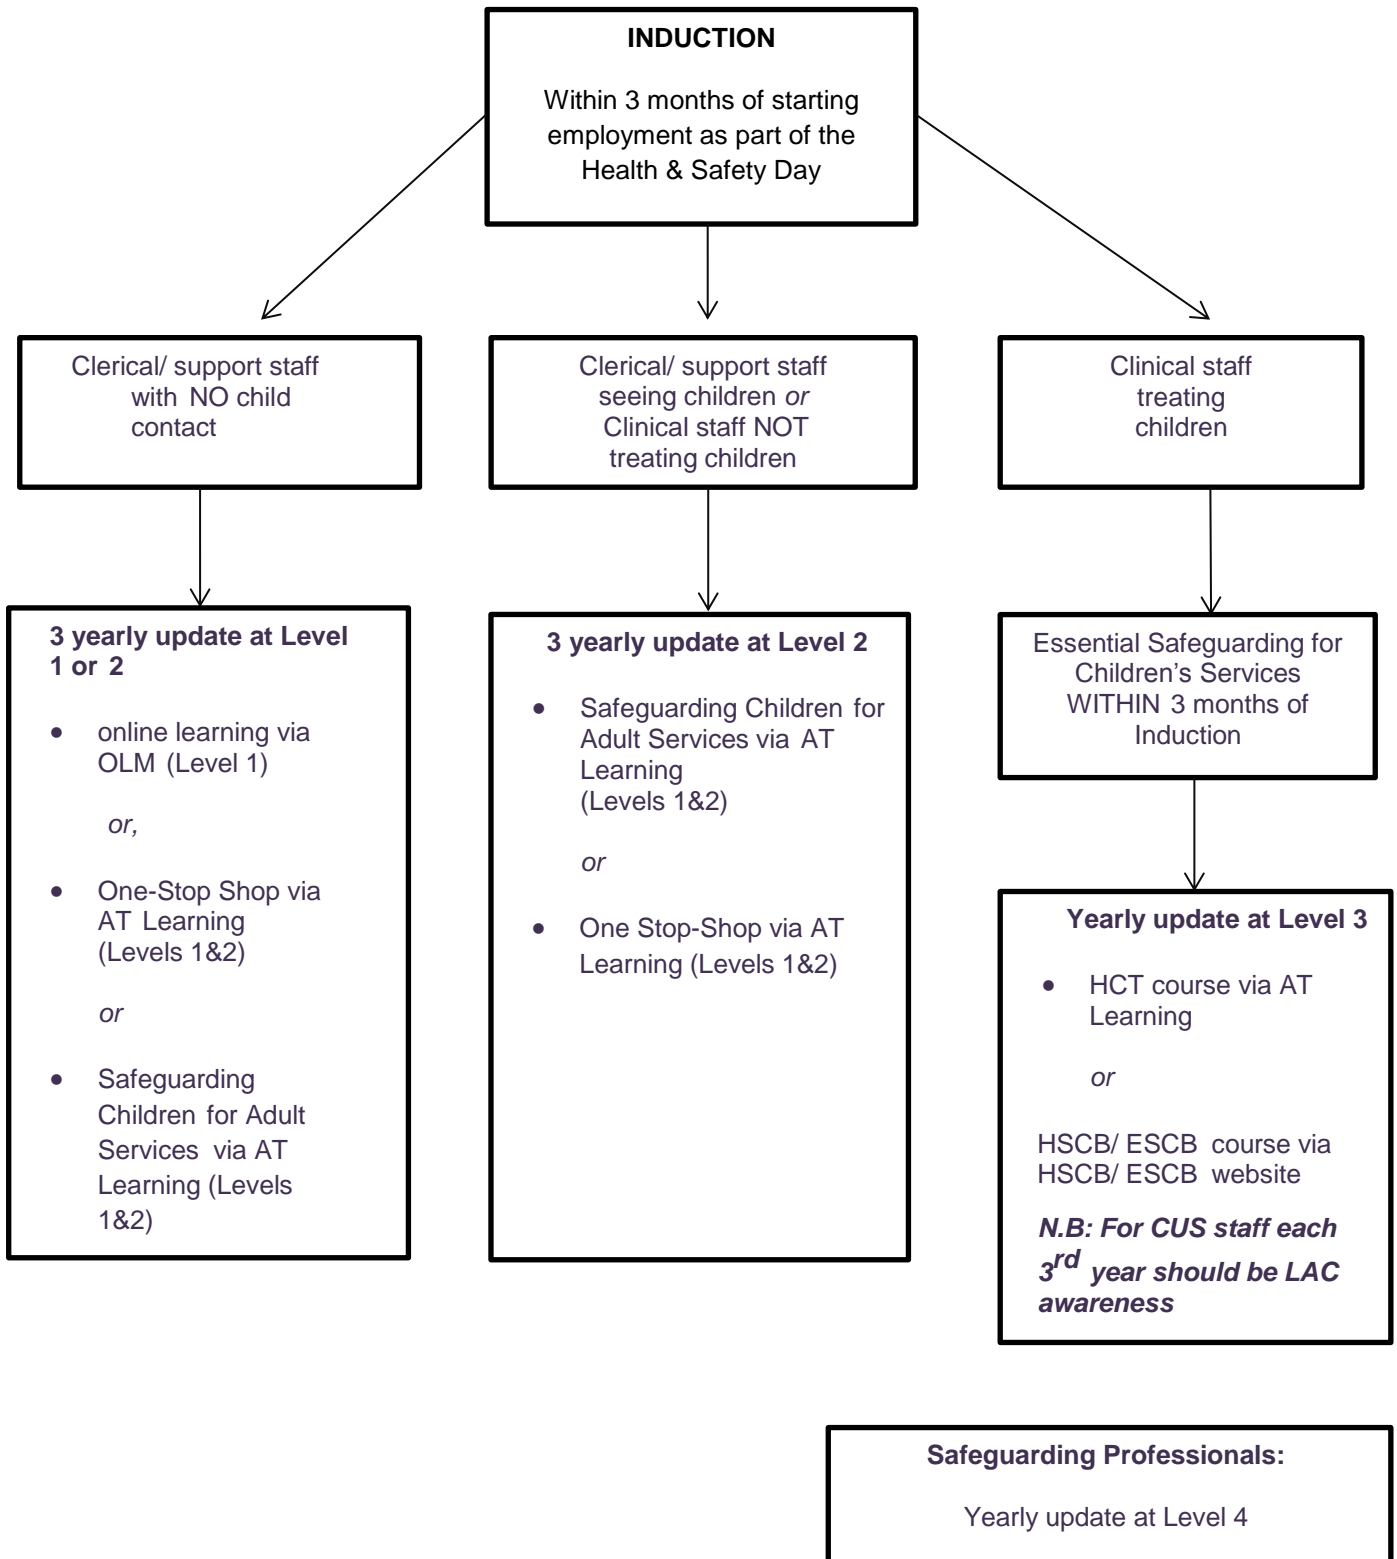 INDUCTION
Within 3 months of starting
employment as part of the
Health & Safety Day
Clerical/ support staff
with NO child
contact
Clerical/ support staff
seeing children or
Clinical staff NOT
treating children
Clinical staff
treating
children
3 yearly update at Level
1 or 2
• online learning via
OLM (Level 1)
or,
• One-Stop Shop via
AT Learning
(Levels 1&2)
or
• Safeguarding
Children for Adult
Services via AT
Learning (Levels
1&2)
3 yearly update at Level 2
• Safeguarding Children for
Adult Services via AT
Learning
(Levels 1&2)
or
• One Stop-Shop via AT
Learning (Levels 1&2)
Essential Safeguarding for
Children’s Services
WITHIN 3 months of
Induction
Yearly update at Level 3
• HCT course via AT
Learning
or
HSCB/ ESCB course via
HSCB/ ESCB website
N.B: For CUS staff each
3rd year should be LAC
awareness
Safeguarding Professionals:
Yearly update at Level 4